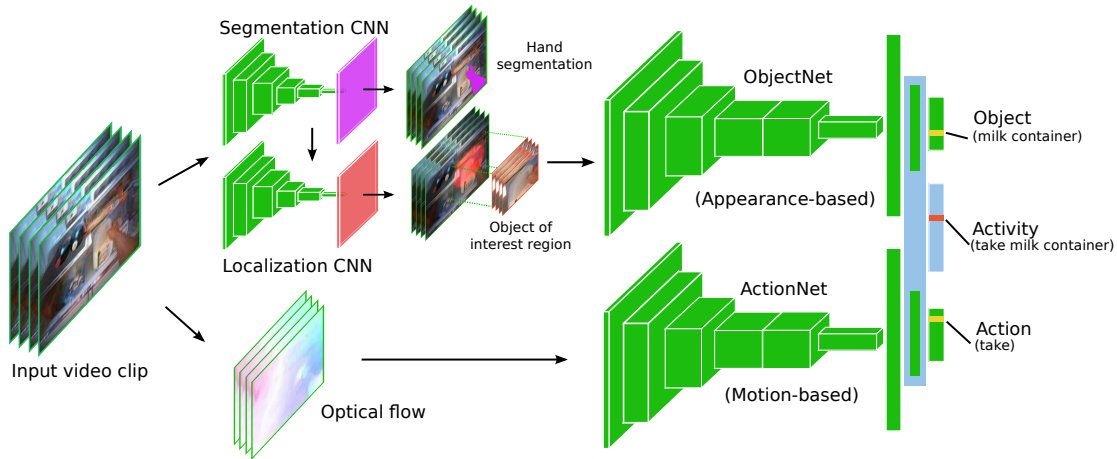 Segmentation CNN
Hand
segmentation
ObjectNet
Object
(milk container)
(Appearance-based)
Activity
(take milk container)
Object of
interest region
Localization CNN
ActionNet
Action
(take)
Input video clip
Optical flow
(Motion-based)